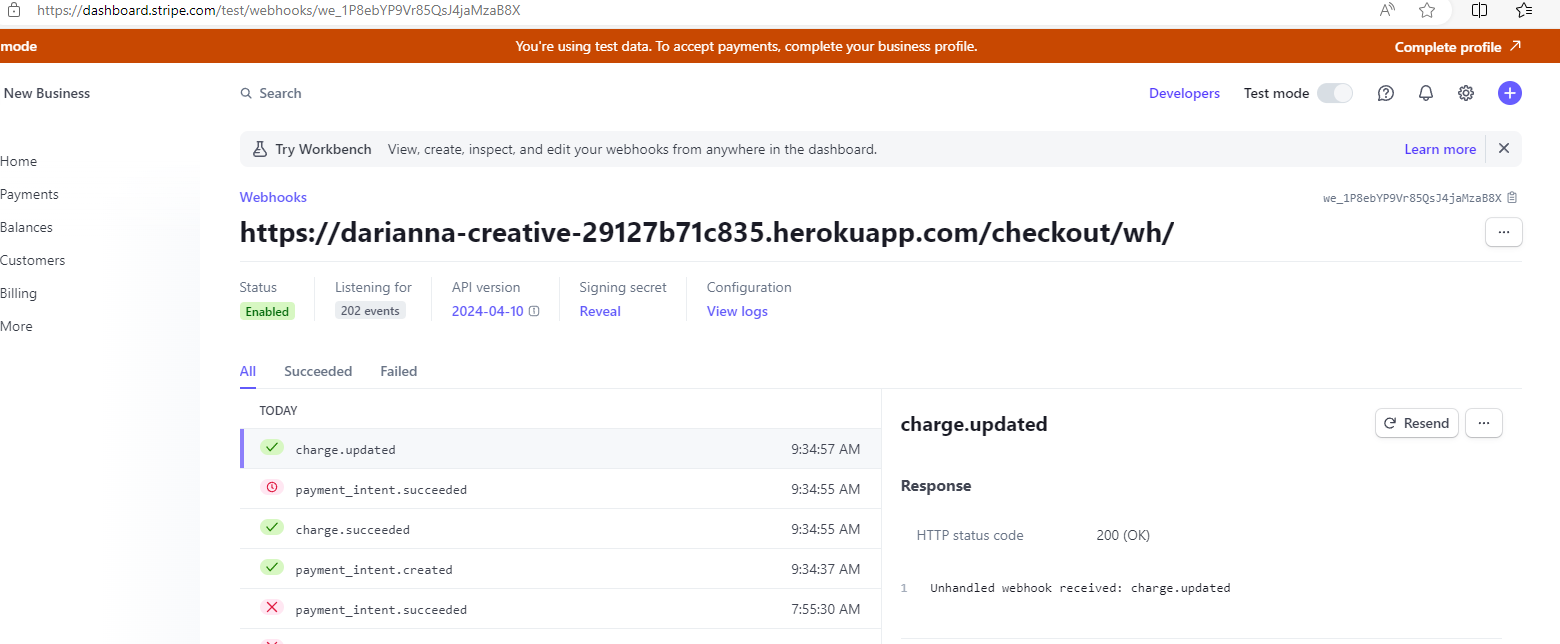 https://dashboard.stripe.com/test/webhooks/we_1P8ebYP9Vr85QsJ4jaMzaB8X
mode
You're using test data. To accept payments, complete your business profile.
Complete profile
New Business
Search
Developers
Test mode
Home
Payments
Balances
Customers
Billing
More
Try Workbench View, create, inspect, and edit your webhooks from anywhere in the dashboard.
Learn more
Webhooks
we_1P8ebYP9Vr85QsJ4jaMzaB8X
https://darianna-creative-29127b71c835.herokuapp.com/checkout/wh/
Status
Enabled
Listening for
202 events
API version
2024-04-10
Signing secret
Reveal
Configuration
View logs
All Succeeded Failed
TODAY
charge.updated 9:34:57 AM
payment_intent.succeeded 9:34:55 AM
charge.succeeded 9:34:55 AM
payment_intent.created 9:34:37 AM
payment_intent.succeeded 7:55:30 AM
charge.updated
Resend
Response
HTTP status code 200 (OK)
1 Unhandled webhook received: charge.updated